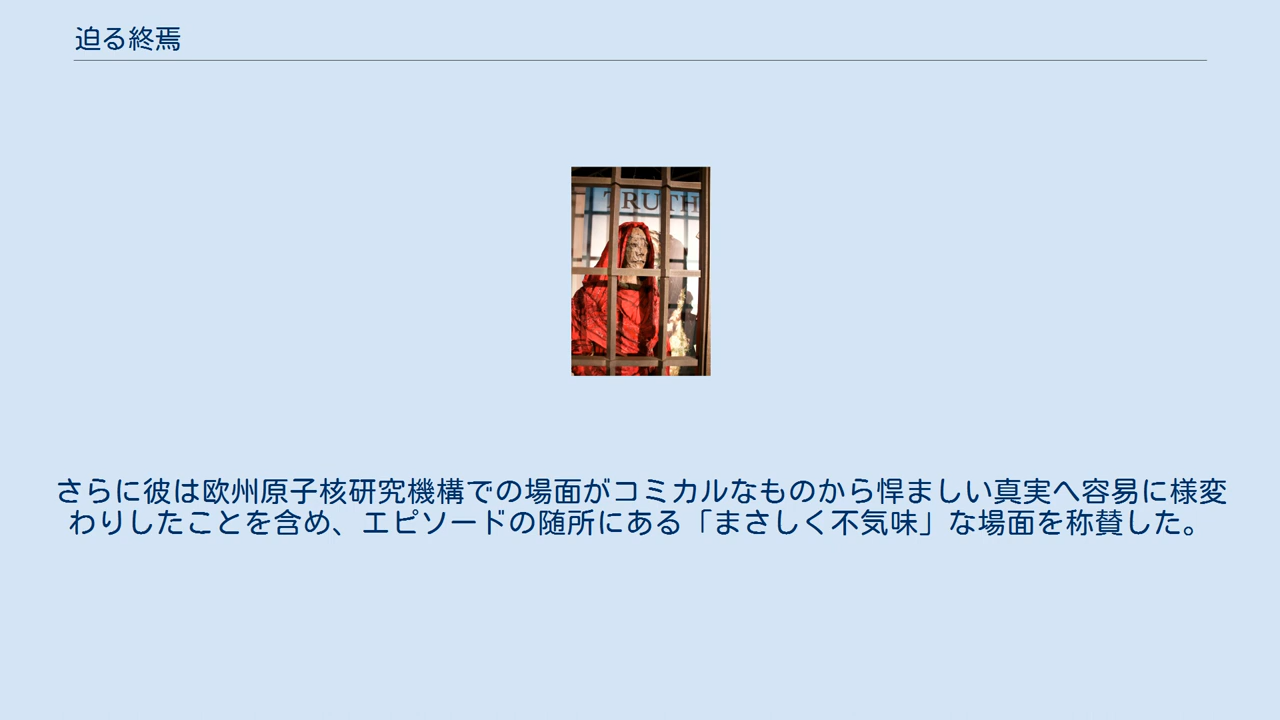 迫る終焉
TRUTH
さらに彼は欧州原子核研究機構での場面がコミカルなものから悍ましい真実へ容易に様変
わりしたことを含め、エピソードの随所にある「まさしく不気味」な場面を称賛した。